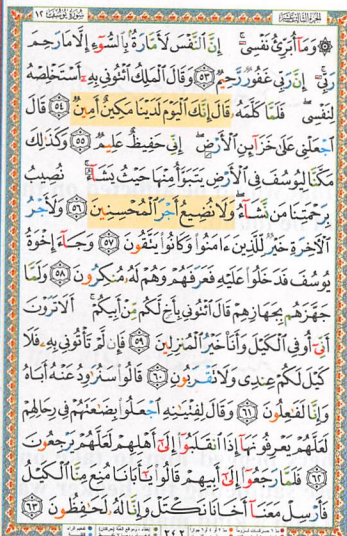 سورة يوسف ١٢
۞ وَمَآ أُبَرِّئُ نَفْسِىٓ ۚ إِنَّ ٱلنَّفْسَ لَأَمَّارَةٌۢ بِٱلسُّوٓءِ إِلَّا مَا رَحِمَ
رَبِّىٓ ۚ إِنَّ رَبِّى غَفُورٌ رَّحِيمٌ ۝٥٣ وَقَالَ ٱلْمَلِكُ ٱئْتُونِى بِهِۦٓ أَسْتَخْلِصْهُ
لِنَفْسِى ۖ فَلَمَّا كَلَّمَهُۥ قَالَ إِنَّكَ ٱلْيَوْمَ لَدَيْنَا مَكِينٌ أَمِينٌ ۝٥٤ قَالَ
ٱجْعَلْنِى عَلَىٰ خَزَآئِنِ ٱلْأَرْضِ ۖ إِنِّى حَفِيظٌ عَلِيمٌ ۝٥٥ وَكَذَٰلِكَ
مَكَّنَّا لِيُوسُفَ فِى ٱلْأَرْضِ يَتَبَوَّأُ مِنْهَا حَيْثُ يَشَآءُ ۚ نُصِيبُ
بِرَحْمَتِنَا مَن نَّشَآءُ ۖ وَلَا نُضِيعُ أَجْرَ ٱلْمُحْسِنِينَ ۝٥٦ وَلَأَجْرُ
ٱلْأَخِرَةِ خَيْرٌ لِّلَّذِينَ ءَامَنُوا۟ وَكَانُوا۟ يَتَّقُونَ ۝٥٧ وَجَآءَ إِخْوَةُ
يُوسُفَ فَدَخَلُوا۟ عَلَيْهِ فَعَرَفَهُمْ وَهُمْ لَهُۥ مُنكِرُونَ ۝٥٨ وَلَمَّا
جَهَّزَهُم بِجَهَازِهِمْ قَالَ ٱئْتُونِى بِأَخٍ لَّكُم مِّنْ أَبِيكُمْ ۚ أَلَا تَرَوْنَ
أَنِّىٓ أُوفِى ٱلْكَيْلَ وَأَنَا۠ خَيْرُ ٱلْمُنزِلِينَ ۝٥٩ فَإِن لَّمْ تَأْتُونِى بِهِۦ فَلَا
كَيْلَ لَكُمْ عِندِى وَلَا تَقْرَبُونِ ۝٦٠ قَالُوا۟ سَنُرَٰوِدُ عَنْهُ أَبَاهُ
وَإِنَّا لَفَٰعِلُونَ ۝٦١ وَقَالَ لِفِتْيَٰنِهِ ٱجْعَلُوا۟ بِضَٰعَتَهُمْ فِى رِحَالِهِمْ
لَعَلَّهُمْ يَعْرِفُونَهَآ إِذَا ٱنقَلَبُوٓا۟ إِلَىٰٓ أَهْلِهِمْ لَعَلَّهُمْ يَرْجِعُونَ
۝٦٢ فَلَمَّا رَجَعُوٓا۟ إِلَىٰٓ أَبِيهِمْ قَالُوا۟ يَٰٓأَبَانَا مُنِعَ مِنَّا ٱلْكَيْلُ
فَأَرْسِلْ مَعَنَآ أَخَانَا نَكْتَلْ وَإِنَّا لَهُۥ لَحَٰفِظُونَ ۝٦٣
٢٤٢